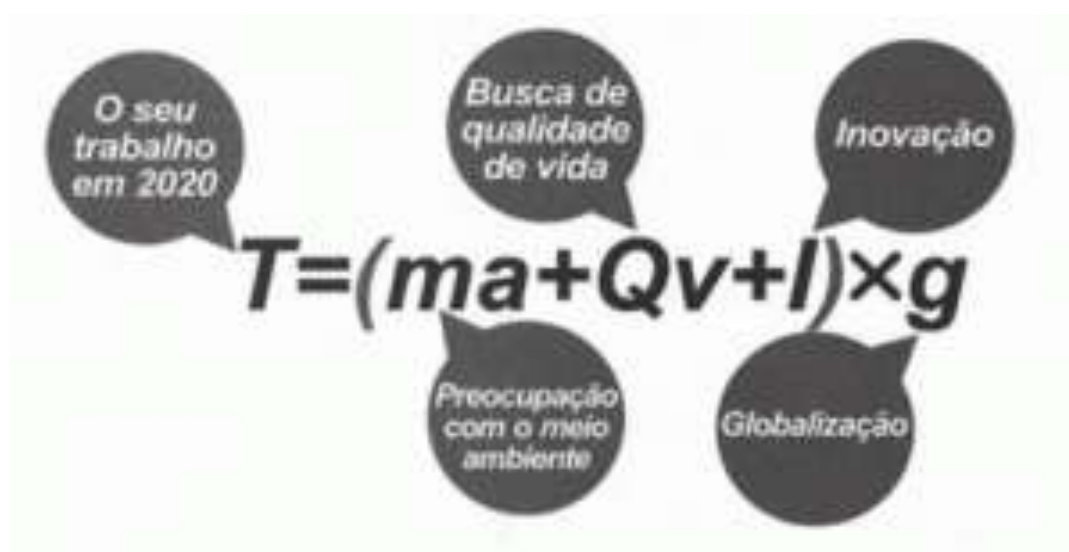 O seu
trabalho
em 2020
Busca de
qualidade
de vida
Inovação
T=(ma+Qv+I)×g
Preocupação
com o meio
ambiente
Globalização